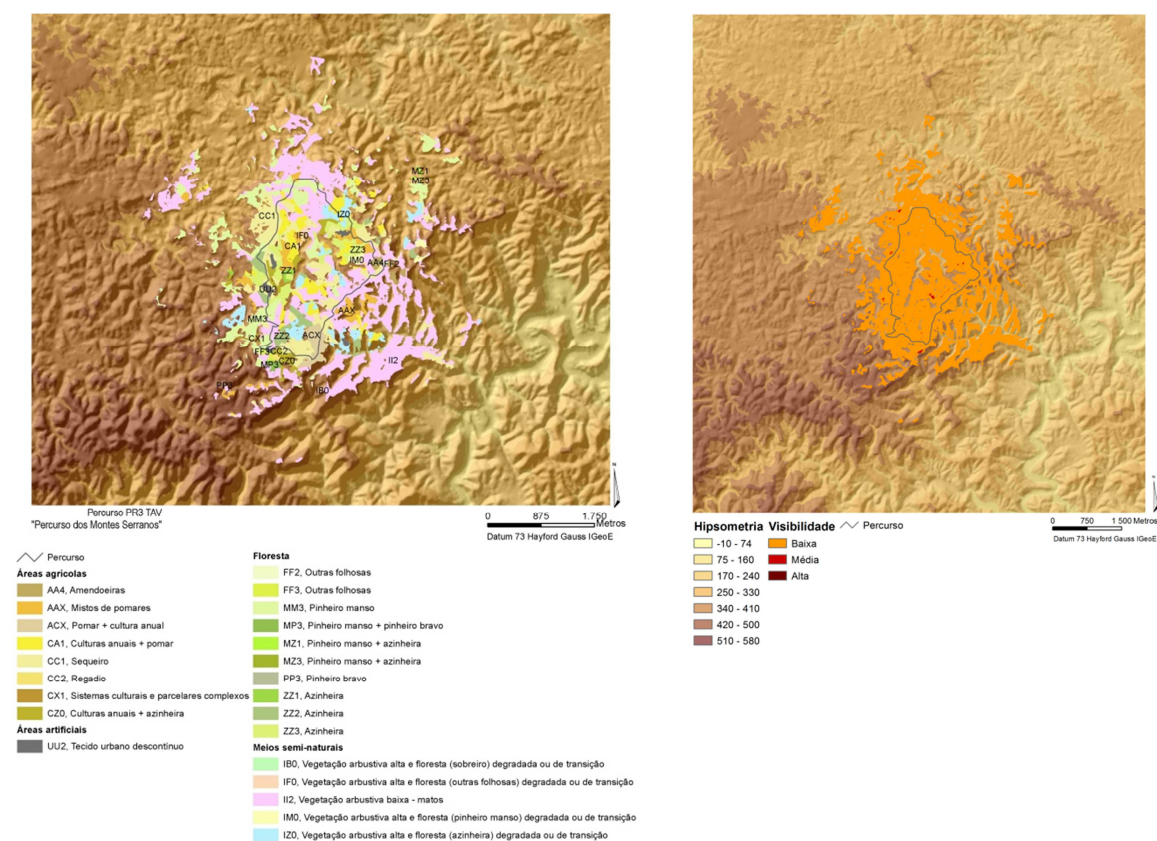 MZ1
MZ3
CC1
IZ0
IF0
CA1
ZZ3
IM0
AA4
FF2
ZZ1
UU2
MM3
AAX
CX1
ZZ2
ACX
FF3
CC2
MP3
CZ0
II2
PP3
IB0
N
Percurso PR3 TAV
"Percurso dos Montes Serranos"
0 875 1.750
Metros
Datum 73 Hayford Gauss IGeoE
Percurso
Áreas agricolas
AA4, Amendoeiras
AAX, Mistos de pomares
ACX, Pomar + cultura anual
CA1, Culturas anuais + pomar
CC1, Sequeiro
CC2, Regadio
CX1, Sistemas culturais e parcelares complexos
CZ0, Culturas anuais + azinheira
Áreas artificiais
UU2, Tecido urbano descontínuo
Floresta
FF2, Outras folhosas
FF3, Outras folhosas
MM3, Pinheiro manso
MP3, Pinheiro manso + pinheiro bravo
MZ1, Pinheiro manso + azinheira
MZ3, Pinheiro manso + azinheira
PP3, Pinheiro bravo
ZZ1, Azinheira
ZZ2, Azinheira
ZZ3, Azinheira
Meios semi-naturais
IB0, Vegetação arbustiva alta e floresta (sobreiro) degradada ou de transição
IF0, Vegetação arbustiva alta e floresta (outras folhosas) degradada ou de transição
II2, Vegetação arbustiva baixa - matos
IM0, Vegetação arbustiva alta e floresta (pinheiro manso) degradada ou de transição
IZ0, Vegetação arbustiva alta e floresta (azinheira) degradada ou de transição
Hipsometria Visibilidade Percurso
-10 - 74 Baixa
75 - 160 Média
170 - 240 Alta
250 - 330
340 - 410
420 - 500
510 - 580
0 750 1 500 Metros
Datum 73 Hayford Gauss IGeoE